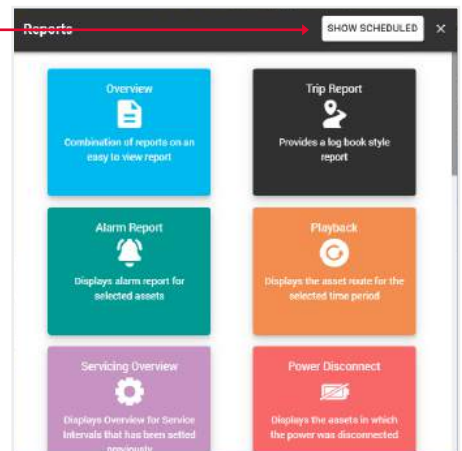 Reports
SHOW SCHEDULED
×
Overview
Combination of reports on an
easy to view report
Trip Report
Provides a log book style
report
Alarm Report
Displays alarm report for
selected assets
Playback
Displays the asset route for the
selected time period
Servicing Overview
Displays Overview for Service
Intervals that has been setted
previously
Power Disconnect
Displays the assets in which
the power was disconnected